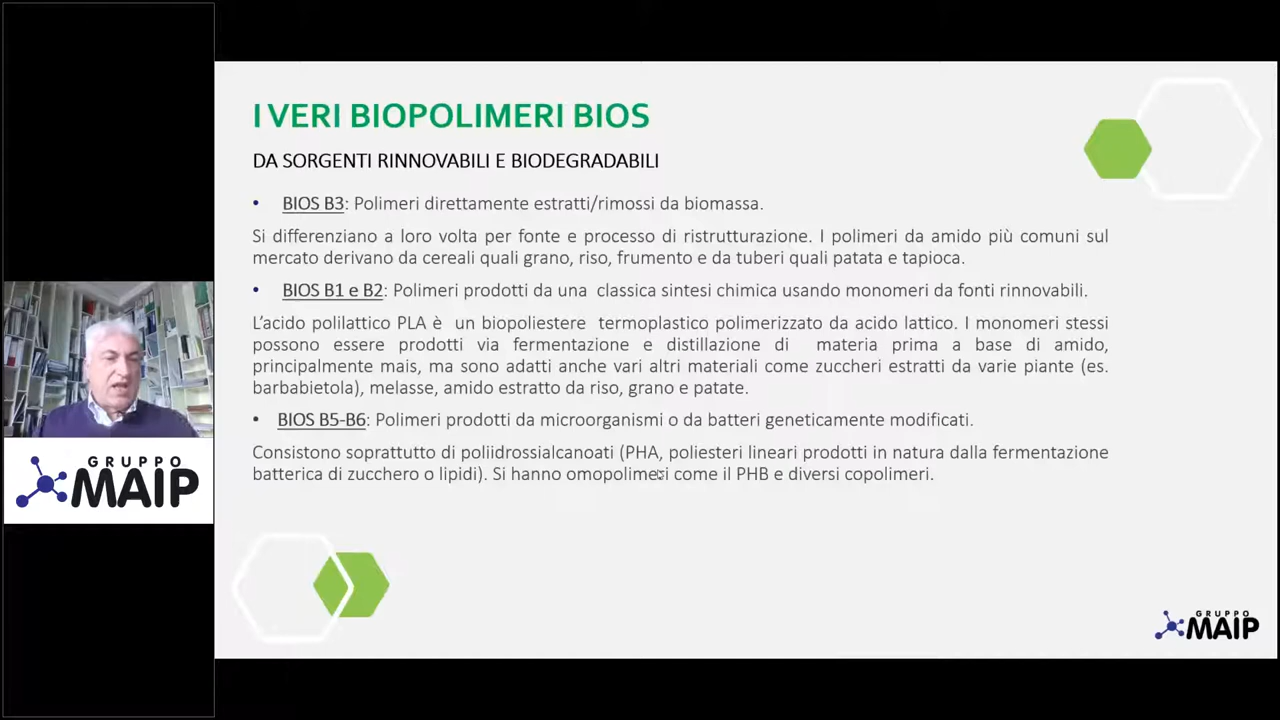 I VERI BIOPOLIMERI BIOS
DA SORGENTI RINNOVABILI E BIODEGRADABILI
• BIOS B3: Polimeri direttamente estratti/rimossi da biomassa.
Si differenziano a loro volta per fonte e processo di ristrutturazione. I polimeri da amido più comuni sul
mercato derivano da cereali quali grano, riso, frumento e da tuberi quali patata e tapioca.
• BIOS B1 e B2: Polimeri prodotti da una classica sintesi chimica usando monomeri da fonti rinnovabili.
L'acido polilattico PLA è un biopoliestere termoplastico polimerizzato da acido lattico. I monomeri stessi
possono essere prodotti via fermentazione e distillazione di materia prima a base di amido,
principalmente mais, ma sono adatti anche vari altri materiali come zuccheri estratti da varie piante (es.
barbabietola), melasse, amido estratto da riso, grano e patate.
• BIOS B5-B6: Polimeri prodotti da microorganismi o da batteri geneticamente modificati.
Consistono soprattutto di poliidrossialcanoati (PHA, poliesteri lineari prodotti in natura dalla fermentazione
batterica di zucchero o lipidi). Si hanno omopolimeri come il PHB e diversi copolimeri.
GRUPPO
MAIP
GRUPPO
MAIP